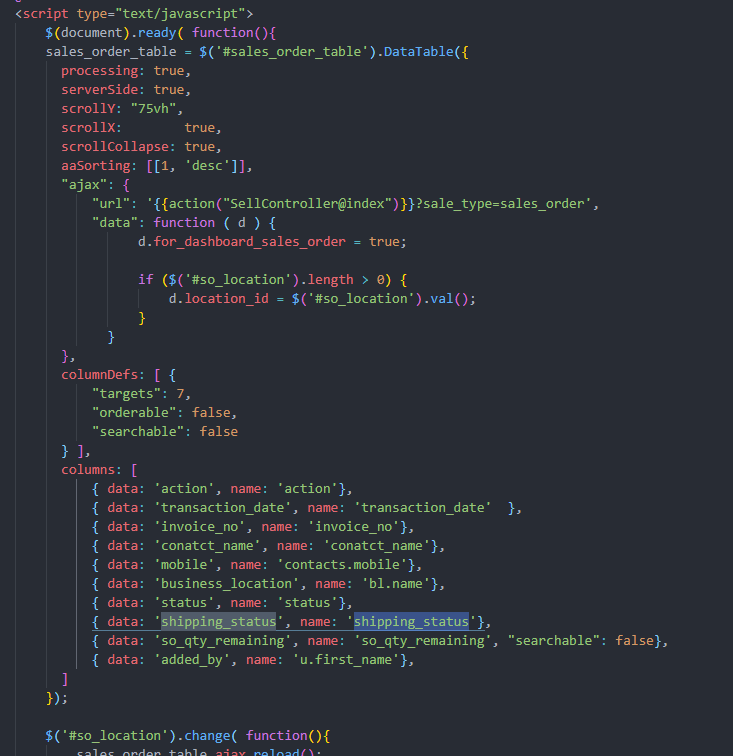 <script type="text/javascript">
$(document).ready( function(){
sales_order_table = $('#sales_order_table').DataTable({
processing: true,
serverSide: true,
scrollY: "75vh",
scrollX:        true,
scrollCollapse: true,
aaSorting: [[1, 'desc']],
"ajax": {
"url": '{{action("SellController@index")}}?sale_type=sales_order',
"data": function ( d ) {
d.for_dashboard_sales_order = true;
if ($('#so_location').length > 0) {
d.location_id = $('#so_location').val();
}
}
},
columnDefs: [ {
"targets": 7,
"orderable": false,
"searchable": false
} ],
columns: [
{ data: 'action', name: 'action'},
{ data: 'transaction_date', name: 'transaction_date'  },
{ data: 'invoice_no', name: 'invoice_no'},
{ data: 'conatct_name', name: 'conatct_name'},
{ data: 'mobile', name: 'contacts.mobile'},
{ data: 'business_location', name: 'bl.name'},
{ data: 'status', name: 'status'},
{ data: 'shipping_status', name: 'shipping_status'},
{ data: 'so_qty_remaining', name: 'so_qty_remaining', "searchable": false},
{ data: 'added_by', name: 'u.first_name'},
]
});
$('#so_location').change( function(){
sales_order_table.ajax.reload();